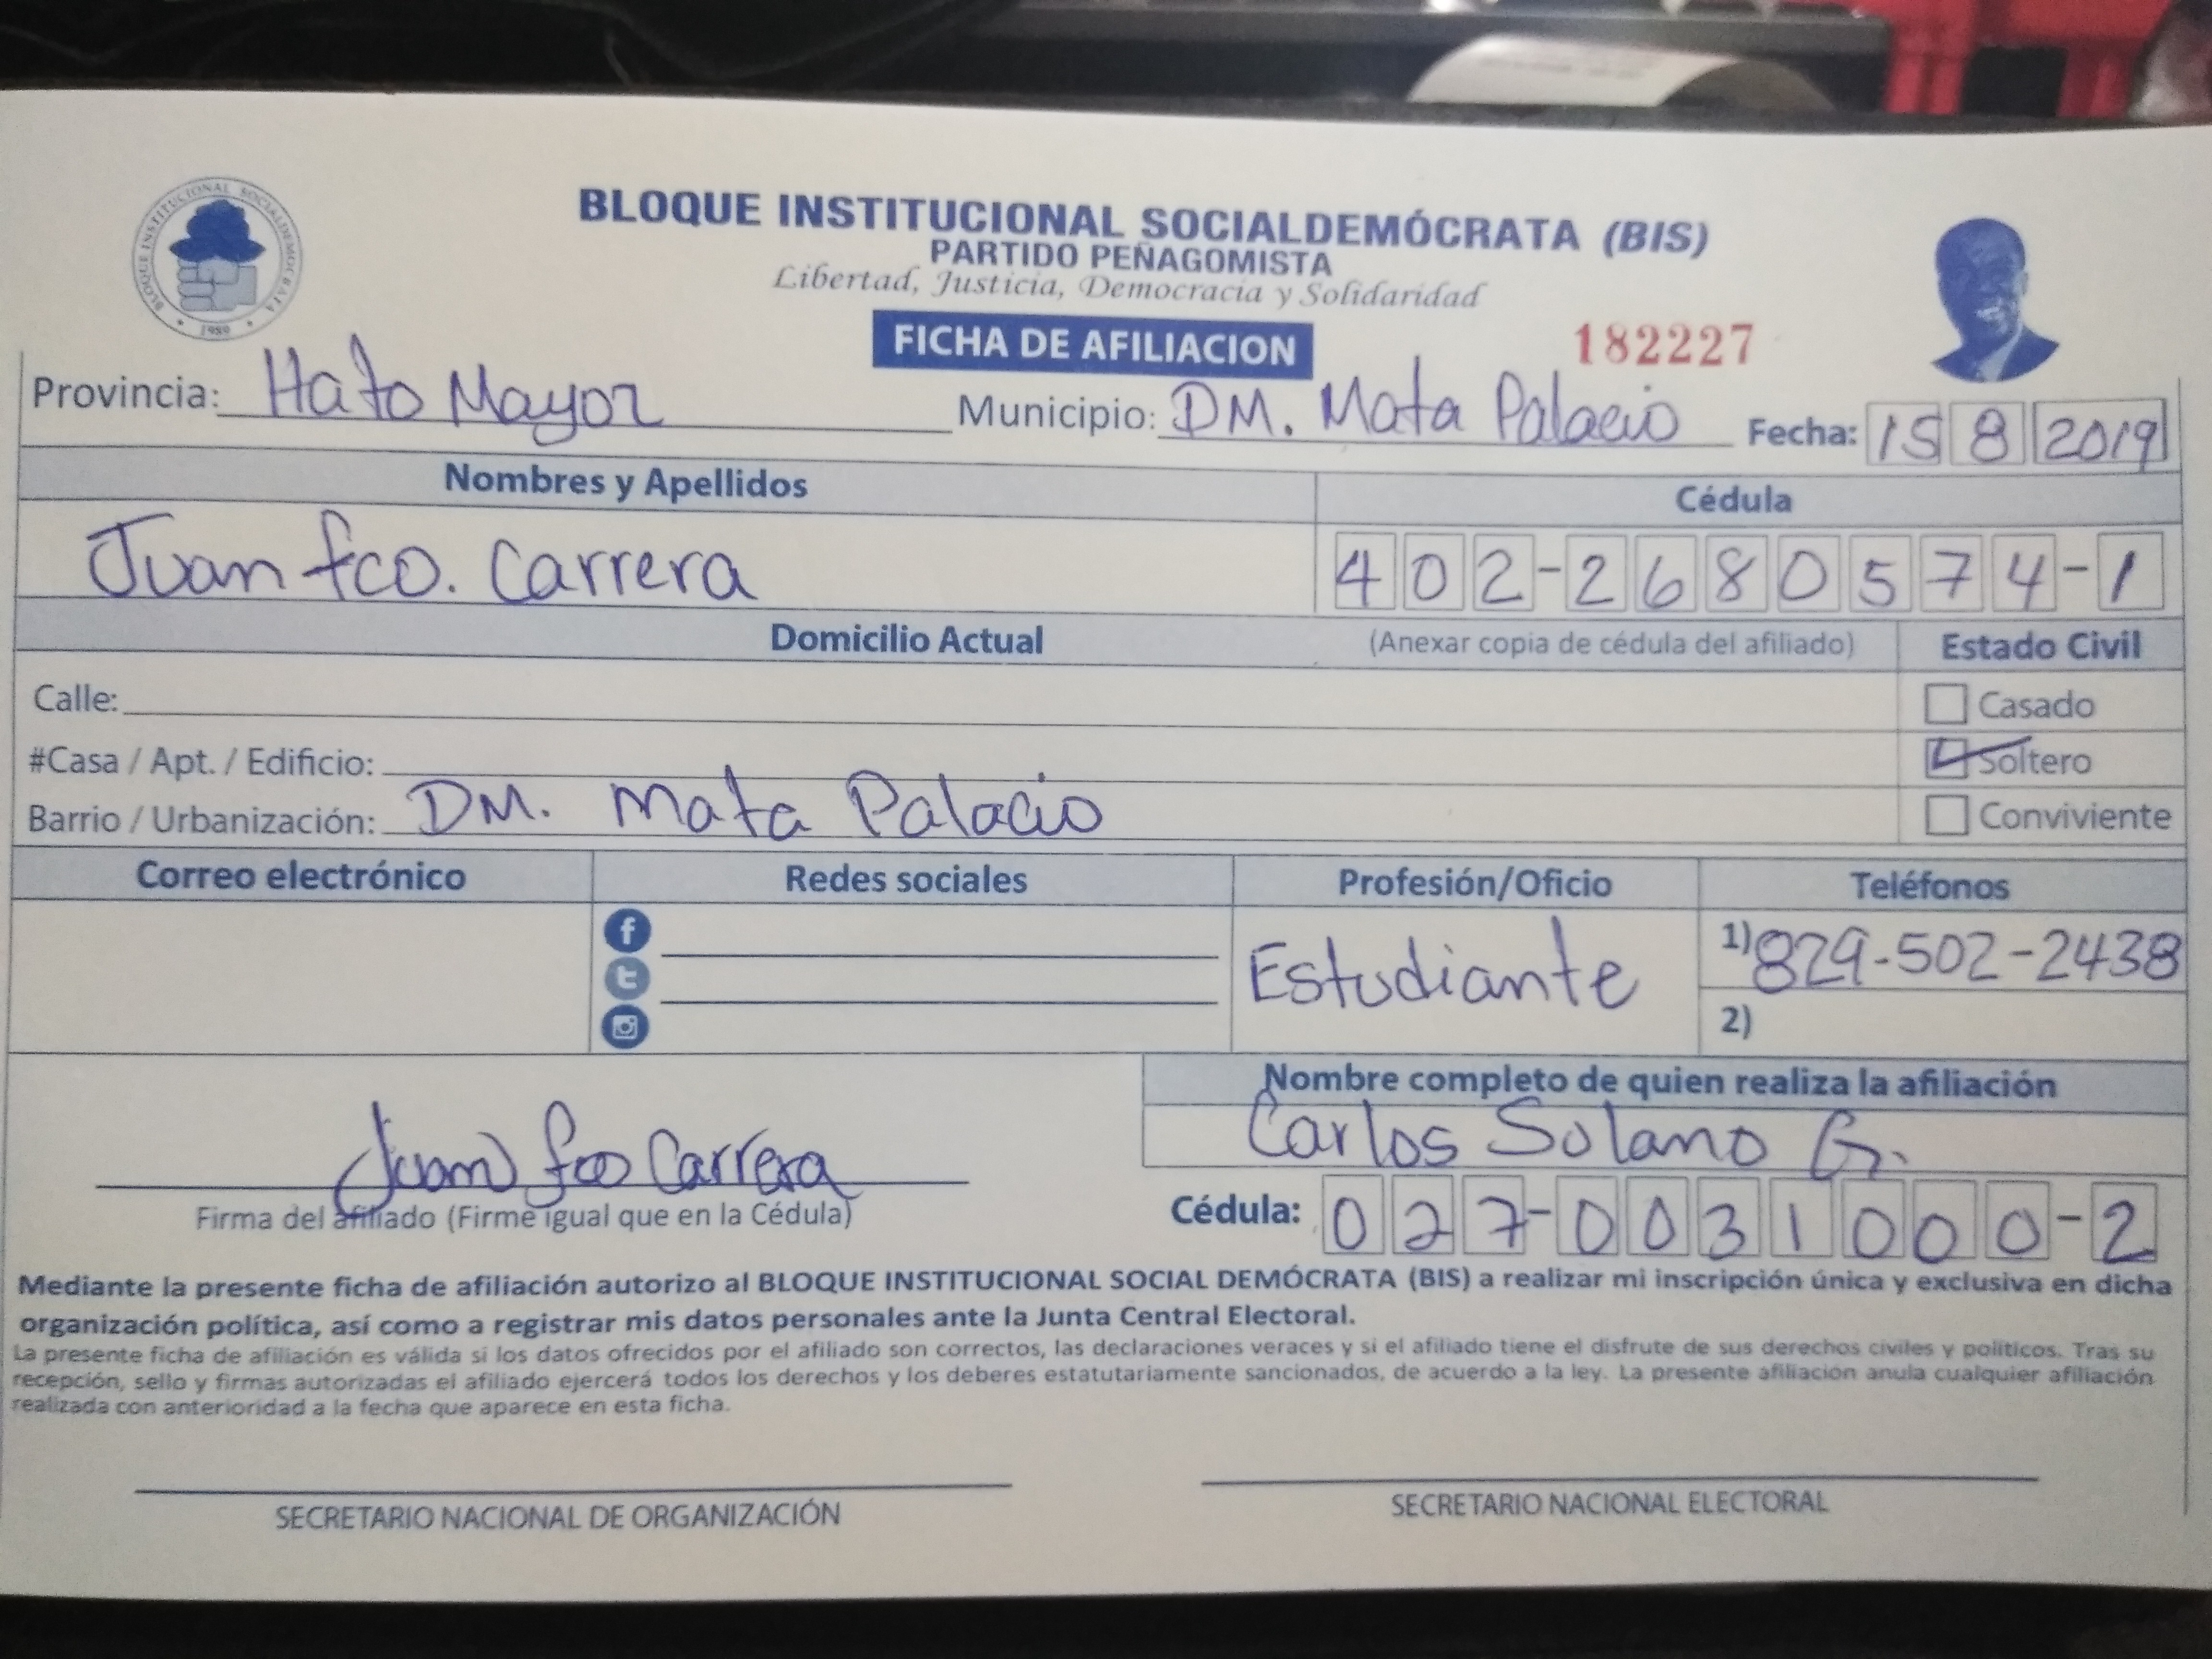 BLOQUE INSTITUCIONAL SOCIALDEMOCRATA
1989
BLOQUE INSTITUCIONAL SOCIALDEMÓCRATA (BIS)
PARTIDO PEÑAGOMISTA
Libertad, Justicia, Democracia y Solidaridad
FICHA DE AFILIACION
182227
Provincia: Hato Mayor Municipio: DM. Mata Palacio Fecha: 15 8 2019
Nombres y Apellidos Cédula
Juan fco. Carrera 402-2680574-1
Domicilio Actual (Anexar copia de cédula del afiliado) Estado Civil
Calle: Casado
#Casa / Apt. / Edificio: Soltero
Barrio / Urbanización: DM. Mata Palacio Conviviente
Correo electrónico Redes sociales Profesión/Oficio Teléfonos
Estudiante 1) 829-502-2438
2)
Nombre completo de quien realiza la afiliación
Carlos Solano G.
Juan fco Carrera
Firma del afiliado (Firme igual que en la Cédula) Cédula: 027-0031000-2
Mediante la presente ficha de afiliación autorizo al BLOQUE INSTITUCIONAL SOCIAL DEMÓCRATA (BIS) a realizar mi inscripción única y exclusiva en dicha
organización política, así como a registrar mis datos personales ante la Junta Central Electoral.
La presente ficha de afiliación es válida si los datos ofrecidos por el afiliado son correctos, las declaraciones veraces y si el afiliado tiene el disfrute de sus derechos civiles y políticos. Tras su
recepción, sello y firmas autorizadas el afiliado ejercerá todos los derechos y los deberes estatutariamente sancionados, de acuerdo a la ley. La presente afiliación anula cualquier afiliación
realizada con anterioridad a la fecha que aparece en esta ficha.
SECRETARIO NACIONAL DE ORGANIZACIÓN SECRETARIO NACIONAL ELECTORAL